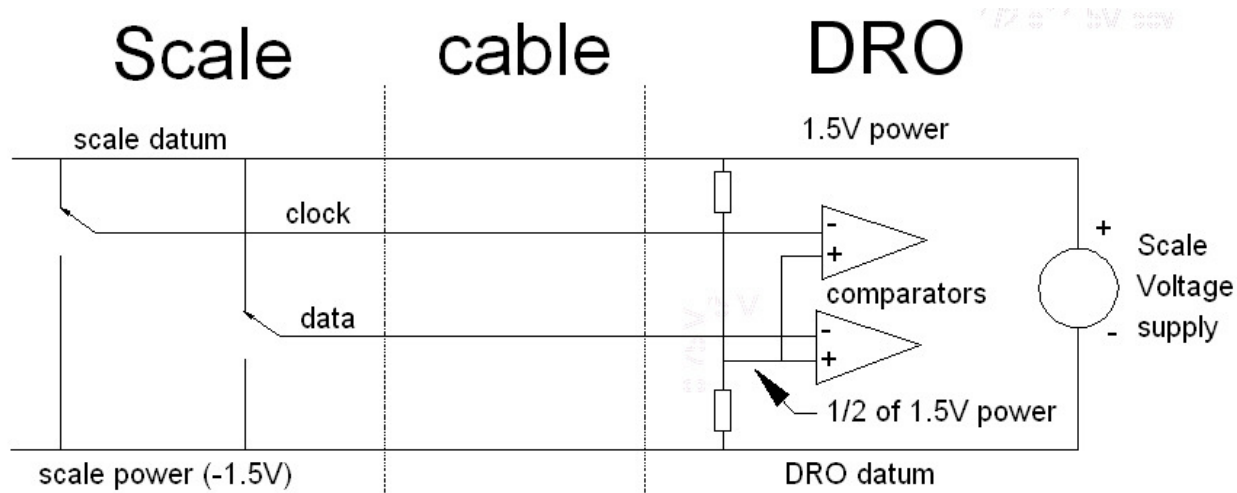 Scale cable DRO
scale datum
1.5V power
clock
-
+
+
Scale
Voltage
supply
-
comparators
data
-
+
1/2 of 1.5V power
scale power (-1.5V)
DRO datum